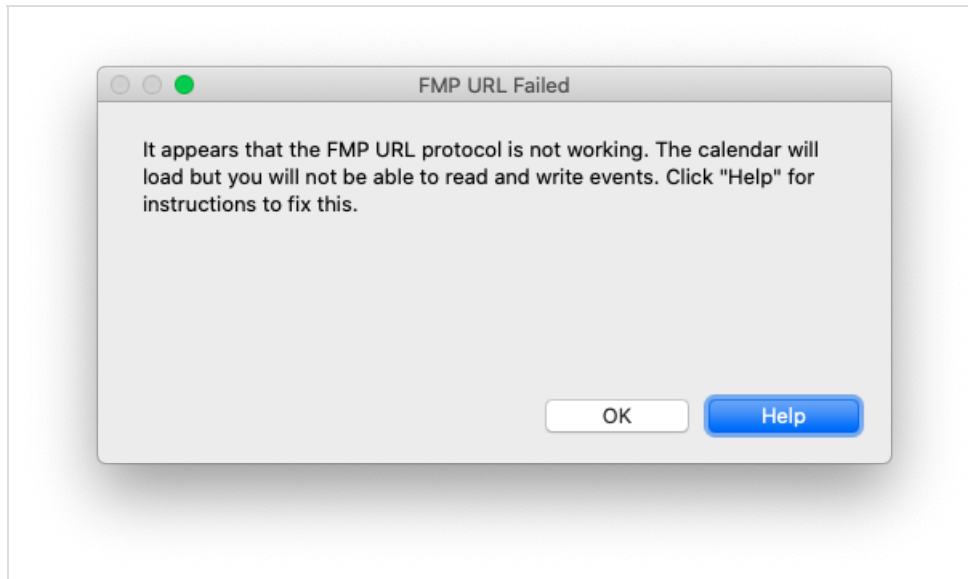 FMP URL Failed
It appears that the FMP URL protocol is not working. The calendar will
load but you will not be able to read and write events. Click "Help" for
instructions to fix this.
OK
Help